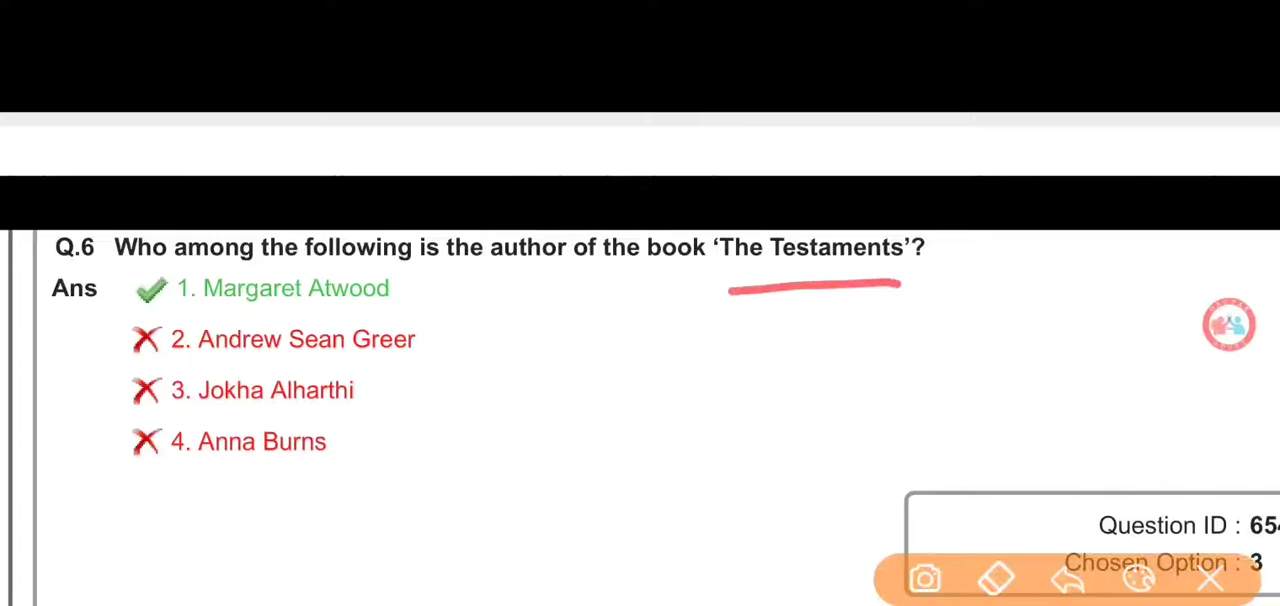 Q.6 Who among the following is the author of the book ‘The Testaments’?
Ans 1. Margaret Atwood
2. Andrew Sean Greer
3. Jokha Alharthi
4. Anna Burns
Question ID : 654
Chosen Option : 3